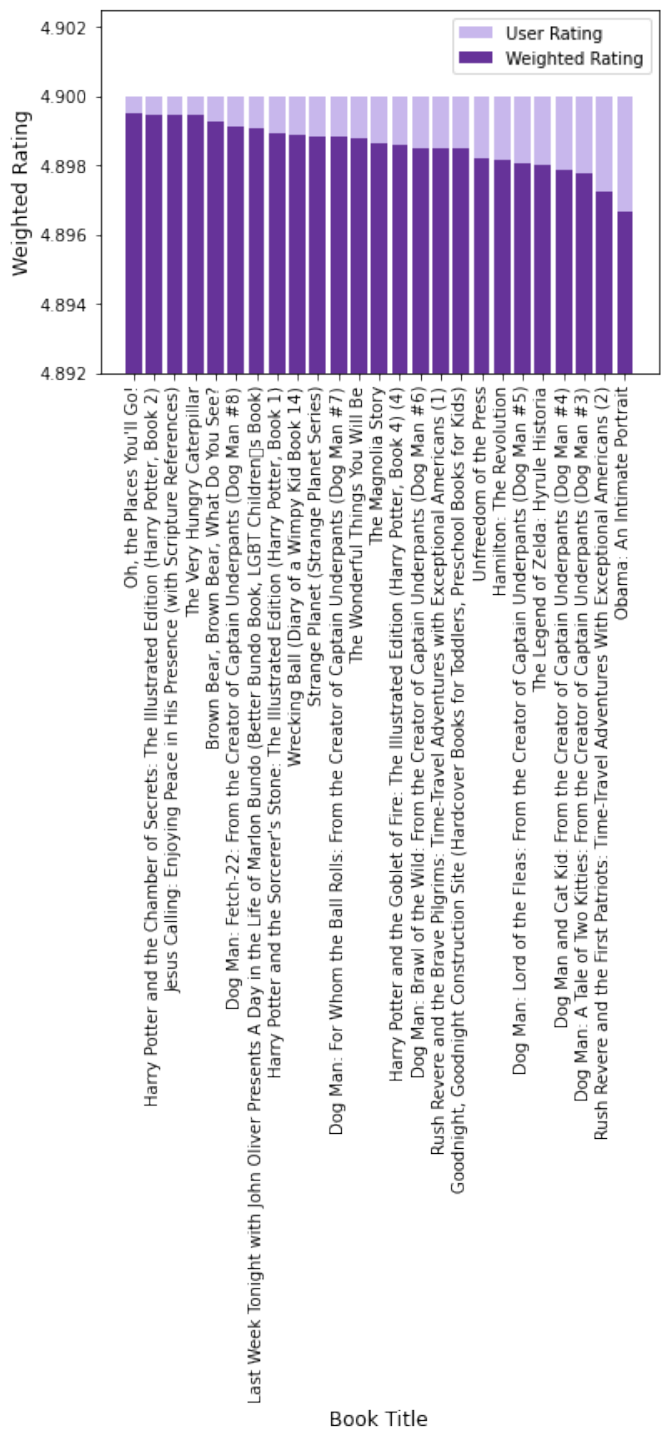 4.902
4.900
4.898
4.896
4.894
4.892
Weighted Rating
User Rating
Weighted Rating
Oh, the Places You'll Go!
Harry Potter and the Chamber of Secrets: The Illustrated Edition (Harry Potter, Book 2)
Jesus Calling: Enjoying Peace in His Presence (with Scripture References)
The Very Hungry Caterpillar
Brown Bear, Brown Bear, What Do You See?
Dog Man: Fetch-22: From the Creator of Captain Underpants (Dog Man #8)
Last Week Tonight with John Oliver Presents A Day in the Life of Marlon Bundo (Better Bundo Book, LGBT Children▯s Book)
Harry Potter and the Sorcerer's Stone: The Illustrated Edition (Harry Potter, Book 1)
Wrecking Ball (Diary of a Wimpy Kid Book 14)
Strange Planet (Strange Planet Series)
Dog Man: For Whom the Ball Rolls: From the Creator of Captain Underpants (Dog Man #7)
The Wonderful Things You Will Be
The Magnolia Story
Harry Potter and the Goblet of Fire: The Illustrated Edition (Harry Potter, Book 4) (4)
Dog Man: Brawl of the Wild: From the Creator of Captain Underpants (Dog Man #6)
Rush Revere and the Brave Pilgrims: Time-Travel Adventures with Exceptional Americans (1)
Goodnight, Goodnight Construction Site (Hardcover Books for Toddlers, Preschool Books for Kids)
Unfreedom of the Press
Hamilton: The Revolution
Dog Man: Lord of the Fleas: From the Creator of Captain Underpants (Dog Man #5)
The Legend of Zelda: Hyrule Historia
Dog Man and Cat Kid: From the Creator of Captain Underpants (Dog Man #4)
Dog Man: A Tale of Two Kitties: From the Creator of Captain Underpants (Dog Man #3)
Rush Revere and the First Patriots: Time-Travel Adventures With Exceptional Americans (2)
Obama: An Intimate Portrait
Book Title